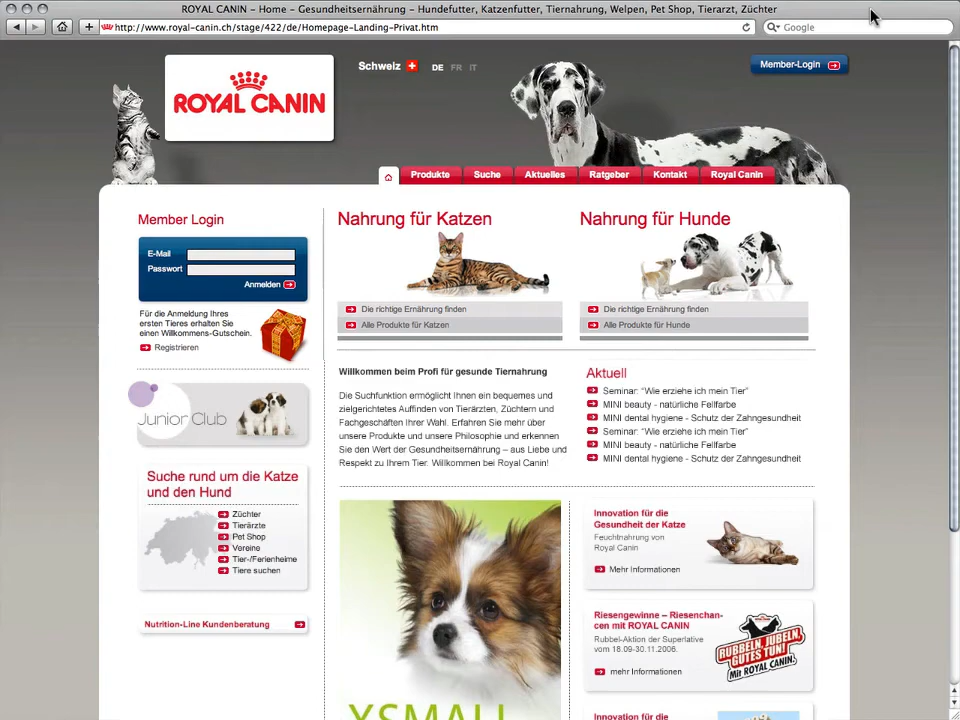 ROYAL CANIN – Home – Gesundheitsernährung – Hundefutter, Katzenfutter, Tiernahrung, Welpen, Pet Shop, Tierarzt, Züchter
http://www.royal-canin.ch/stage/422/de/Homepage-Landing-Privat.htm
Google
ROYAL CANIN
Schweiz
DE FR IT
Member-Login
Produkte
Suche
Aktuelles
Ratgeber
Kontakt
Royal Canin
Member Login
E-Mail
Passwort
Anmelden
Für die Anmeldung Ihres
ersten Tieres erhalten Sie
einen Willkommens-Gutschein.
Registrieren
Junior Club
Suche rund um die Katze
und den Hund
Züchter
Tierärzte
Pet Shop
Vereine
Tier-/Ferienheime
Tiere suchen
Nutrition-Line Kundenberatung
Nahrung für Katzen
Die richtige Ernährung finden
Alle Produkte für Katzen
Nahrung für Hunde
Die richtige Ernährung finden
Alle Produkte für Hunde
Willkommen beim Profi für gesunde Tiernahrung
Die Suchfunktion ermöglicht Ihnen ein bequemes und
zielgerichtetes Auffinden von Tierärzten, Züchtern und
Fachgeschäften Ihrer Wahl. Erfahren Sie mehr über
unsere Produkte und unsere Philosophie und erkennen
Sie den Wert der Gesundheitsernährung – aus Liebe und
Respekt zu Ihrem Tier. Willkommen bei Royal Canin!
Aktuell
Seminar: “Wie erziehe ich mein Tier”
MINI beauty - natürliche Fellfarbe
MINI dental hygiene - Schutz der Zahngesundheit
Seminar: “Wie erziehe ich mein Tier”
MINI beauty - natürliche Fellfarbe
MINI dental hygiene - Schutz der Zahngesundheit
XSMALL
Innovation für die
Gesundheit der Katze
Feuchtnahrung von
Royal Canin
Mehr Informationen
Riesengewinne – Riesenchan-
cen mit ROYAL CANIN
Rubbel-Aktion der Superlative
vom 18.09-30.11.2006.
mehr Informationen
RUBBELN, JUBELN,
GUTES TUN!
Mit ROYAL CANIN.
Innovation für die